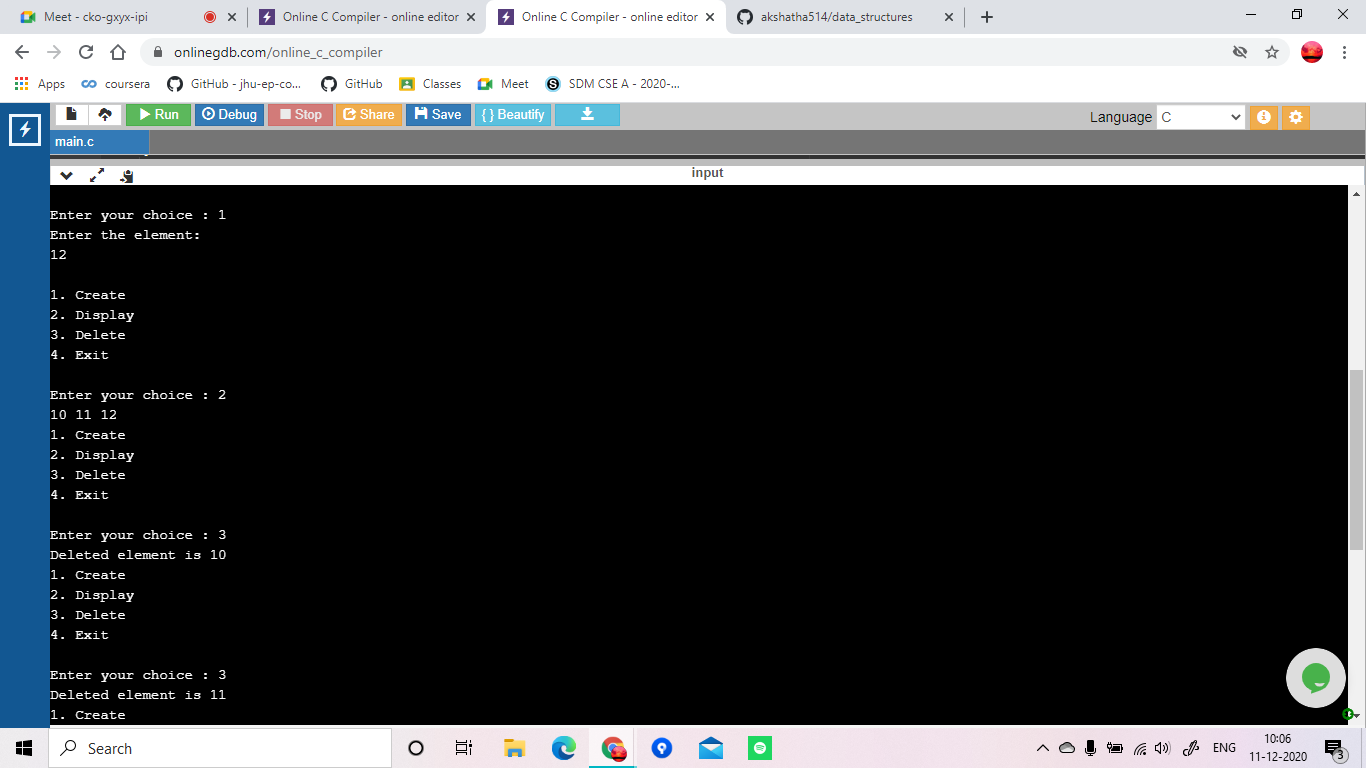 Meet - cko-gxyx-ipi
Online C Compiler - online editor
Online C Compiler - online editor
akshatha514/data_structures
onlinegdb.com/online_c_compiler
Apps
coursera
GitHub - jhu-ep-co...
GitHub
Classes
Meet
SDM CSE A - 2020-...
Run
Debug
Stop
Share
Save
{ } Beautify
Language
C
main.c
input
Enter your choice : 1
Enter the element:
12
1. Create
2. Display
3. Delete
4. Exit
Enter your choice : 2
10 11 12
1. Create
2. Display
3. Delete
4. Exit
Enter your choice : 3
Deleted element is 10
1. Create
2. Display
3. Delete
4. Exit
Enter your choice : 3
Deleted element is 11
1. Create
Search
ENG
10:06
11-12-2020
3